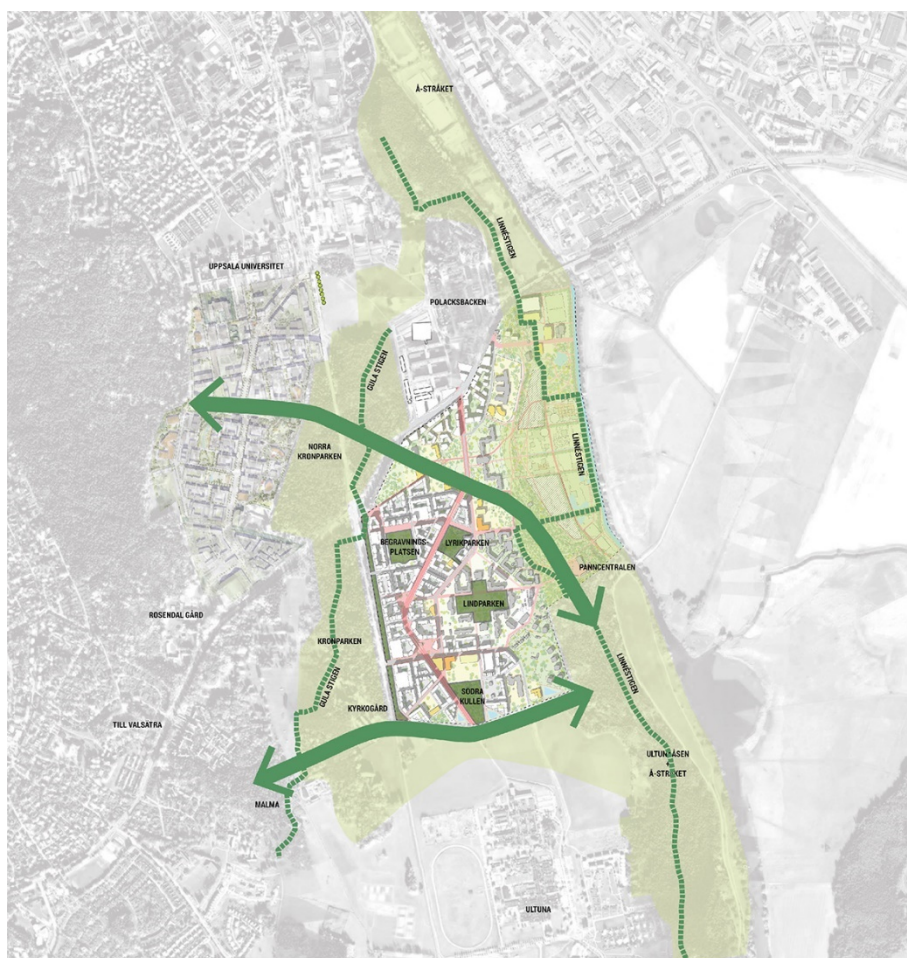 Å-STRÅKET
LINNÉSTIGEN
UPPSALA UNIVERSITET
POLACKSBACKEN
GULA STIGEN
NORRA
KRONPARKEN
LINNÉSTIGEN
BEGRAVNINGS-
PLATSEN
LYRIKPARKEN
PANNCENTRALEN
LINDPARKEN
ROSENDAL GÅRD
KRONPARKEN
GULA STIGEN
LINNÉSTIGEN
SÖDRA
KULLEN
KYRKOGÅRD
TILL VALSÄTRA
ULTUNAÅSEN
Å-STRÅKET
MALMA
ULTUNA